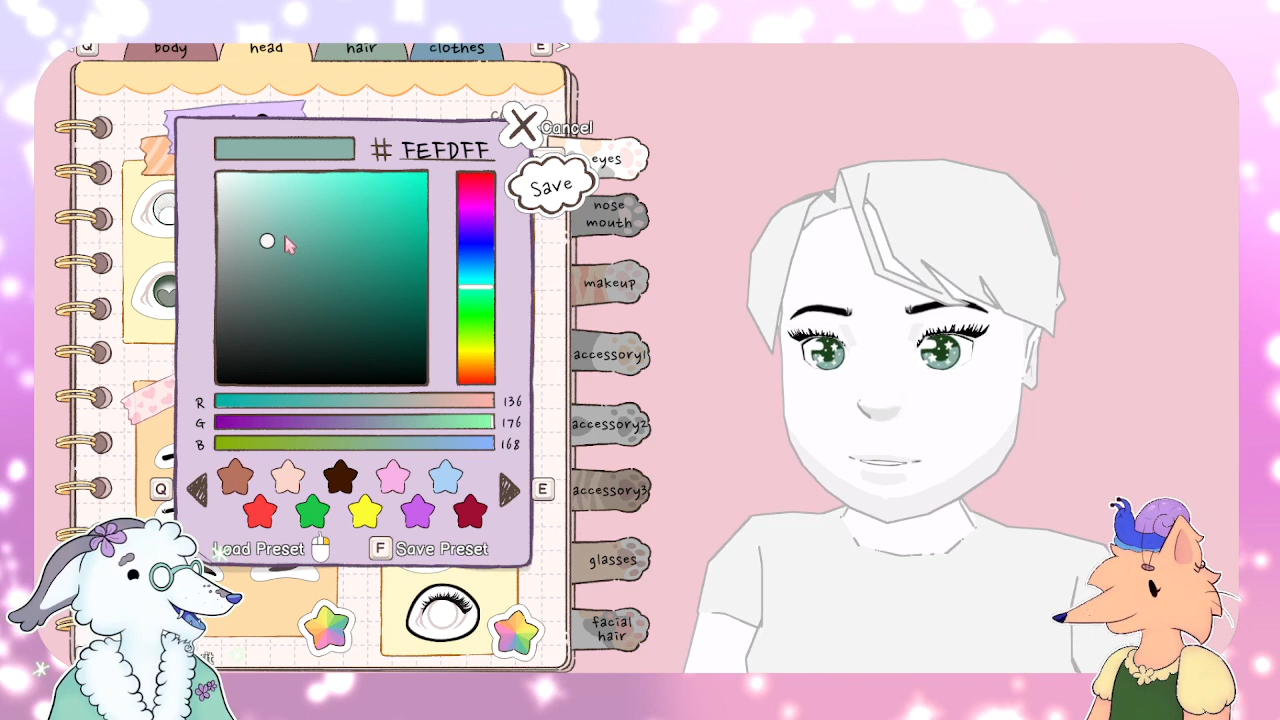 Q
body
head
hair
clothes
E
Cancel
# FEFDFF
Save
eyes
nose
mouth
makeup
accessory1
accessory2
accessory3
glasses
facial
hair
R
136
G
176
B
168
Q
E
Load Preset
F
Save Preset